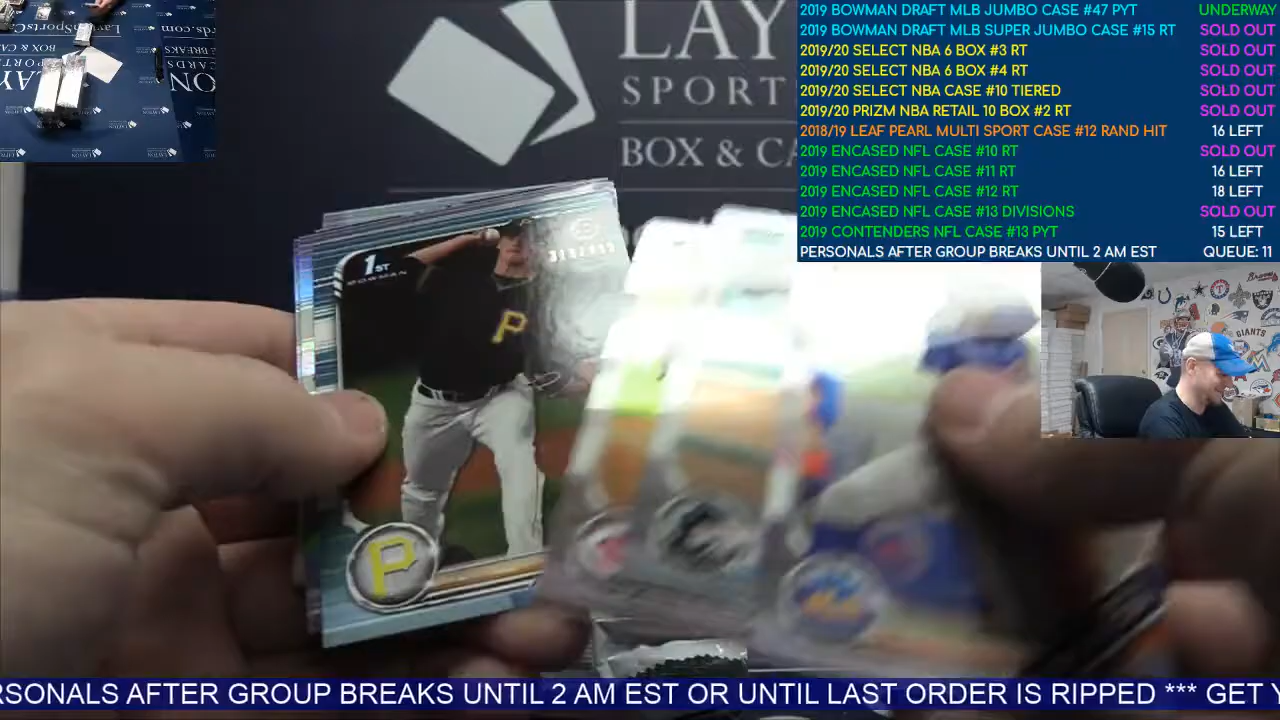 2019 BOWMAN DRAFT MLB JUMBO CASE #47 PYT UNDERWAY
2019 BOWMAN DRAFT MLB SUPER JUMBO CASE #15 RT SOLD OUT
2019/20 SELECT NBA 6 BOX #3 RT SOLD OUT
2019/20 SELECT NBA 6 BOX #4 RT SOLD OUT
2019/20 SELECT NBA CASE #10 TIERED SOLD OUT
2019/20 PRIZM NBA RETAIL 10 BOX #2 RT SOLD OUT
2018/19 LEAF PEARL MULTI SPORT CASE #12 RAND HIT 16 LEFT
2019 ENCASED NFL CASE #10 RT SOLD OUT
2019 ENCASED NFL CASE #11 RT 16 LEFT
2019 ENCASED NFL CASE #12 RT 18 LEFT
2019 ENCASED NFL CASE #13 DIVISIONS SOLD OUT
2019 CONTENDERS NFL CASE #13 PYT 15 LEFT
PERSONALS AFTER GROUP BREAKS UNTIL 2 AM EST QUEUE: 11
LAY
SPORT
BOX & CA
1ST
BOWMAN
P
P
GIANTS
RSONALS AFTER GROUP BREAKS UNTIL 2 AM EST OR UNTIL LAST ORDER IS RIPPED *** GET Y